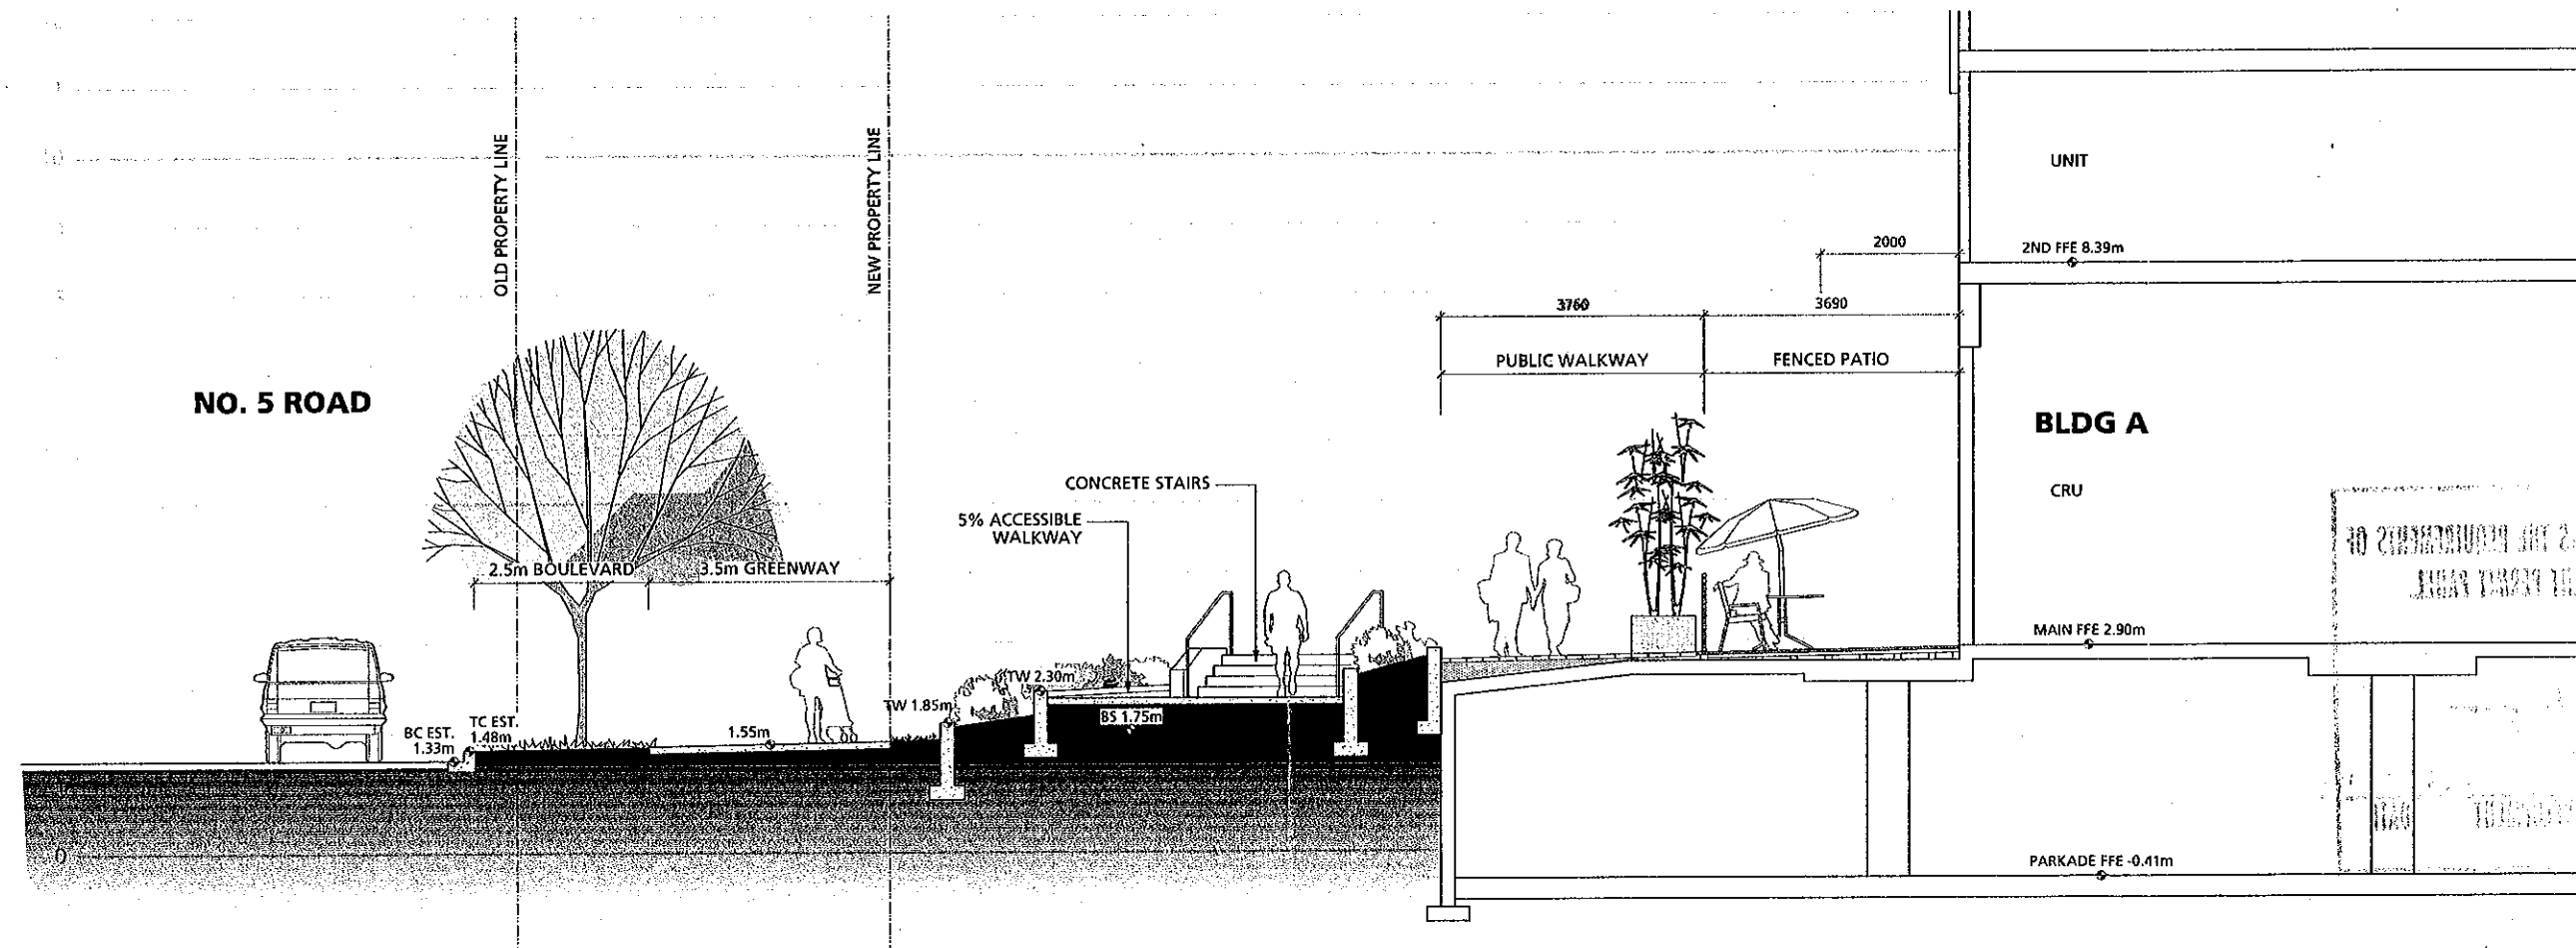 OLD PROPERTY LINE
NEW PROPERTY LINE
10
UNIT
2000
2ND FFE 8.39m
3760
3690
PUBLIC WALKWAY
FENCED PATIO
NO. 5 ROAD
BLDG A
CONCRETE STAIRS
CRU
5% ACCESSIBLE
WALKWAY
2.5m BOULEVARD
3.5m GREENWAY
MAIN FFE 2.90m
TW 2.30m
TW 1.85m
BS 1.75m
TC EST.
1.48m
BC EST.
1.33m
1.55m
0
PARKADE FFE -0.41m